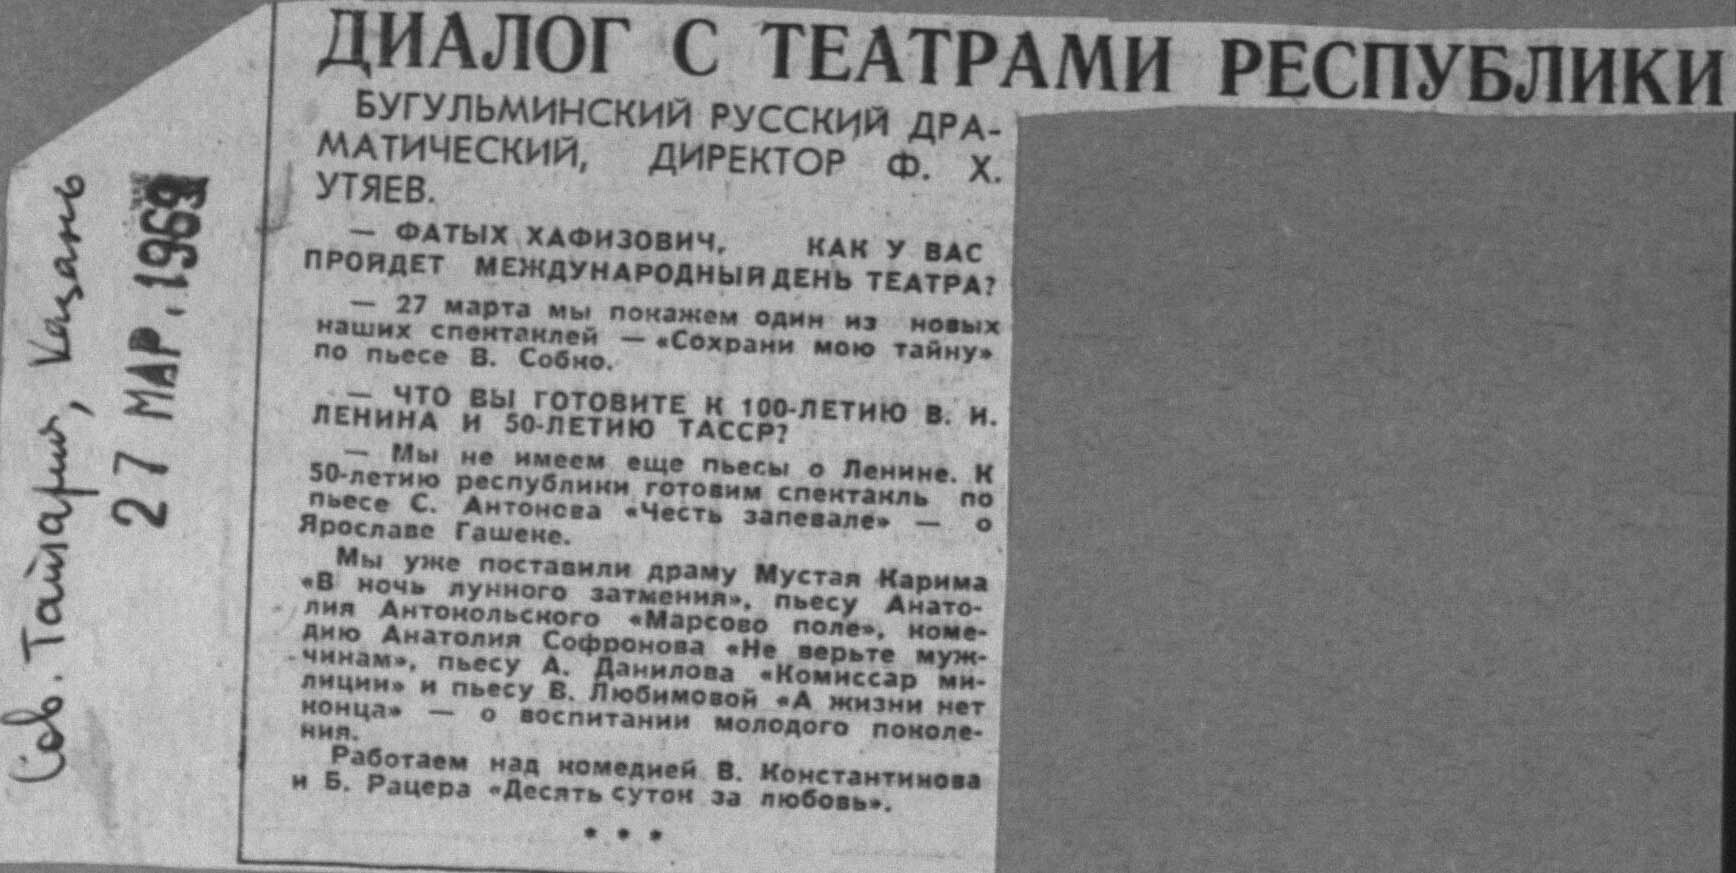 ДИАЛОГ С ТЕАТРАМИ РЕСПУБЛИКИ
БУГУЛЬМИНСКИЙ РУССКИЙ ДРА-
МАТИЧЕСКИЙ, ДИРЕКТОР Ф. Х.
УТЯЕВ.
— ФАТЫХ ХАФИЗОВИЧ, КАК У ВАС
ПРОЙДЕТ МЕЖДУНАРОДНЫЙ ДЕНЬ ТЕАТРА?
— 27 марта мы покажем один из новых
наших спектаклей — «Сохрани мою тайну»
по пьесе В. Собко.
— ЧТО ВЫ ГОТОВИТЕ К 100-ЛЕТИЮ В. И.
ЛЕНИНА И 50-ЛЕТИЮ ТАССР?
— Мы не имеем еще пьесы о Ленине. К
50-летию республики готовим спектакль по
пьесе С. Антонова «Честь запевале» — о
Ярославе Гашеке.
Мы уже поставили драму Мустая Карима
«В ночь лунного затмения», пьесу Анато-
лия Антокольского «Марсово поле», коме-
дию Анатолия Софронова «Не верьте муж-
чинам», пьесу А. Данилова «Комиссар ми-
лиции» и пьесу В. Любимовой «А жизни нет
конца» — о воспитании молодого поколе-
ния.
Работаем над комедией В. Константинова
и Б. Рацера «Десять суток за любовь».
* * *
Сов. Татария, Казань
27 МАР. 1969